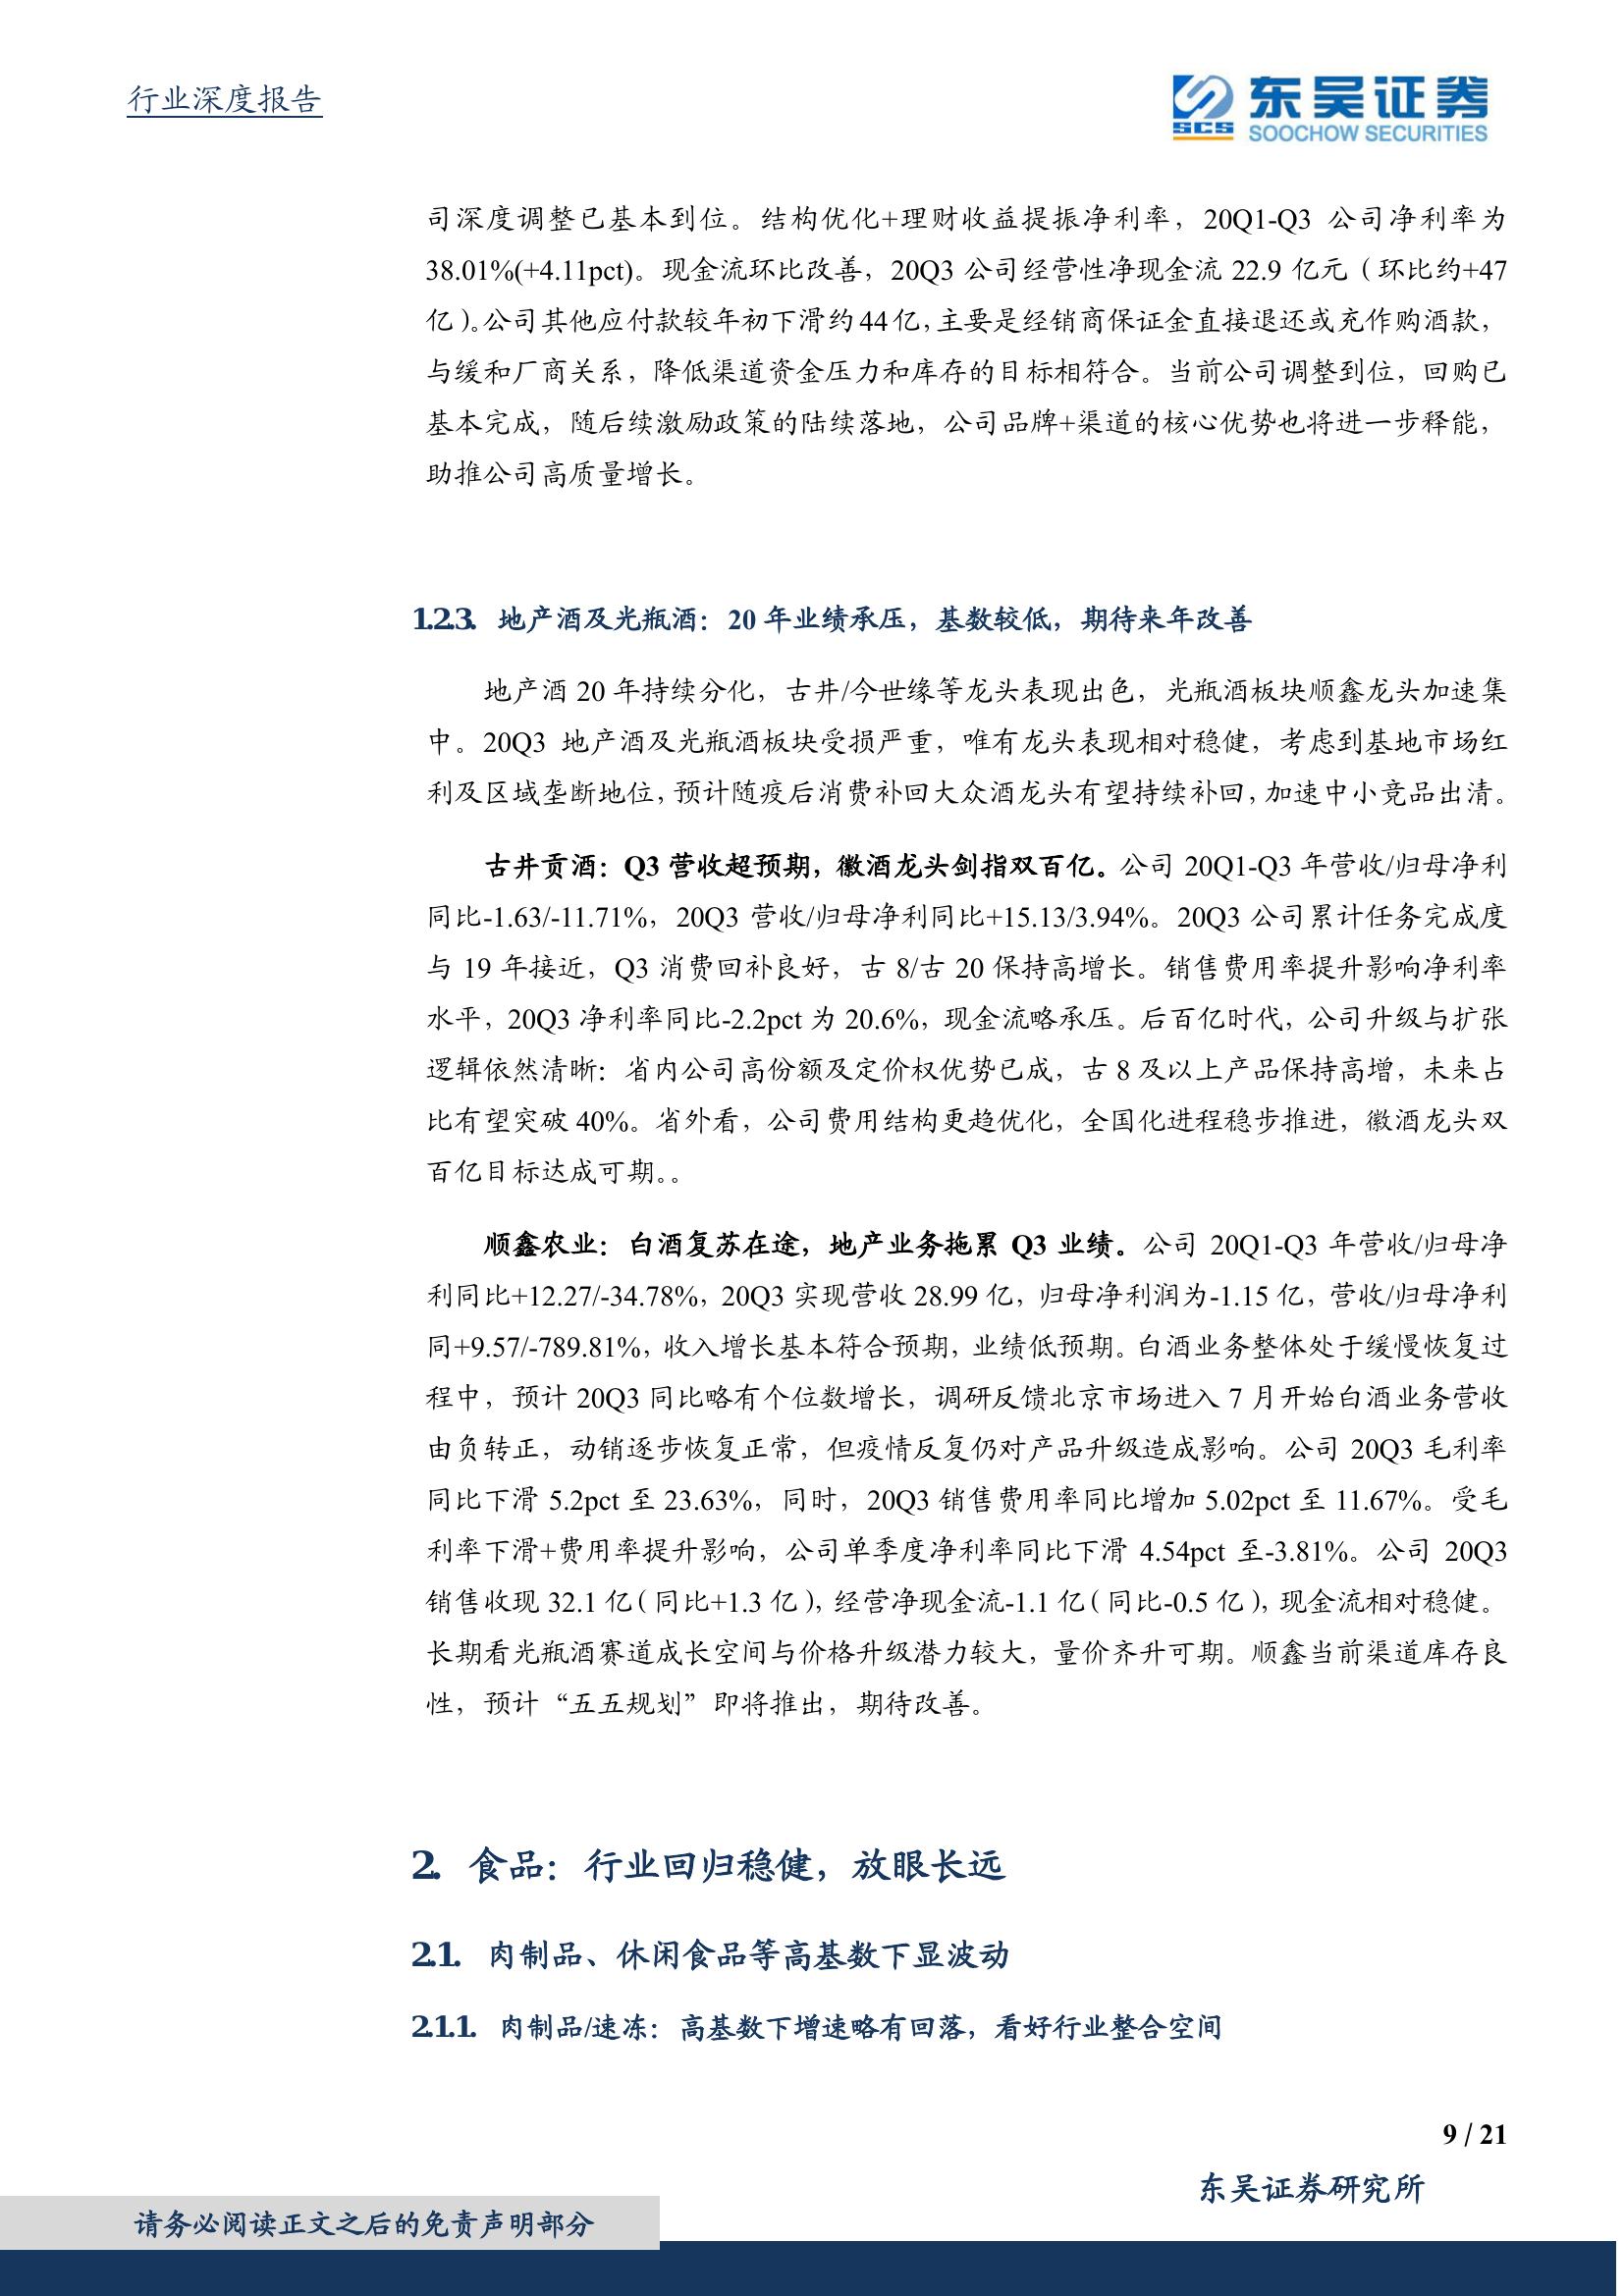 行业深度报告
SCS 东吴证券
SOOCHOW SECURITIES
司深度调整已基本到位。结构优化+理财收益提振净利率，20Q1-Q3 公司净利率为
38.01%(+4.11pct)。现金流环比改善，20Q3 公司经营性净现金流 22.9 亿元（环比约+47
亿）。公司其他应付款较年初下滑约 44 亿，主要是经销商保证金直接退还或充作购酒款，
与缓和厂商关系，降低渠道资金压力和库存的目标相符合。当前公司调整到位，回购已
基本完成，随后续激励政策的陆续落地，公司品牌+渠道的核心优势也将进一步释能，
助推公司高质量增长。
1.2.3. 地产酒及光瓶酒：20 年业绩承压，基数较低，期待来年改善
地产酒 20 年持续分化，古井/今世缘等龙头表现出色，光瓶酒板块顺鑫龙头加速集
中。20Q3 地产酒及光瓶酒板块受损严重，唯有龙头表现相对稳健，考虑到基地市场红
利及区域垄断地位，预计随疫后消费补回大众酒龙头有望持续补回，加速中小竞品出清。
古井贡酒：Q3 营收超预期，徽酒龙头剑指双百亿。公司 20Q1-Q3 年营收/归母净利
同比-1.63/-11.71%，20Q3 营收/归母净利同比+15.13/3.94%。20Q3 公司累计任务完成度
与 19 年接近，Q3 消费回补良好，古 8/古 20 保持高增长。销售费用率提升影响净利率
水平，20Q3 净利率同比-2.2pct 为 20.6%，现金流略承压。后百亿时代，公司升级与扩张
逻辑依然清晰：省内公司高份额及定价权优势已成，古 8 及以上产品保持高增，未来占
比有望突破 40%。省外看，公司费用结构更趋优化，全国化进程稳步推进，徽酒龙头双
百亿目标达成可期。。
顺鑫农业：白酒复苏在途，地产业务拖累 Q3 业绩。公司 20Q1-Q3 年营收/归母净
利同比+12.27/-34.78%，20Q3 实现营收 28.99 亿，归母净利润为-1.15 亿，营收/归母净利
同+9.57/-789.81%，收入增长基本符合预期，业绩低预期。白酒业务整体处于缓慢恢复过
程中，预计 20Q3 同比略有个位数增长，调研反馈北京市场进入 7 月开始白酒业务营收
由负转正，动销逐步恢复正常，但疫情反复仍对产品升级造成影响。公司 20Q3 毛利率
同比下滑 5.2pct 至 23.63%，同时，20Q3 销售费用率同比增加 5.02pct 至 11.67%。受毛
利率下滑+费用率提升影响，公司单季度净利率同比下滑 4.54pct 至-3.81%。公司 20Q3
销售收现 32.1 亿（同比+1.3 亿），经营净现金流-1.1 亿（同比-0.5 亿），现金流相对稳健。
长期看光瓶酒赛道成长空间与价格升级潜力较大，量价齐升可期。顺鑫当前渠道库存良
性，预计“五五规划”即将推出，期待改善。
2. 食品：行业回归稳健，放眼长远
2.1. 肉制品、休闲食品等高基数下显波动
2.1.1. 肉制品/速冻：高基数下增速略有回落，看好行业整合空间
9 / 21
东吴证券研究所
请务必阅读正文之后的免责声明部分